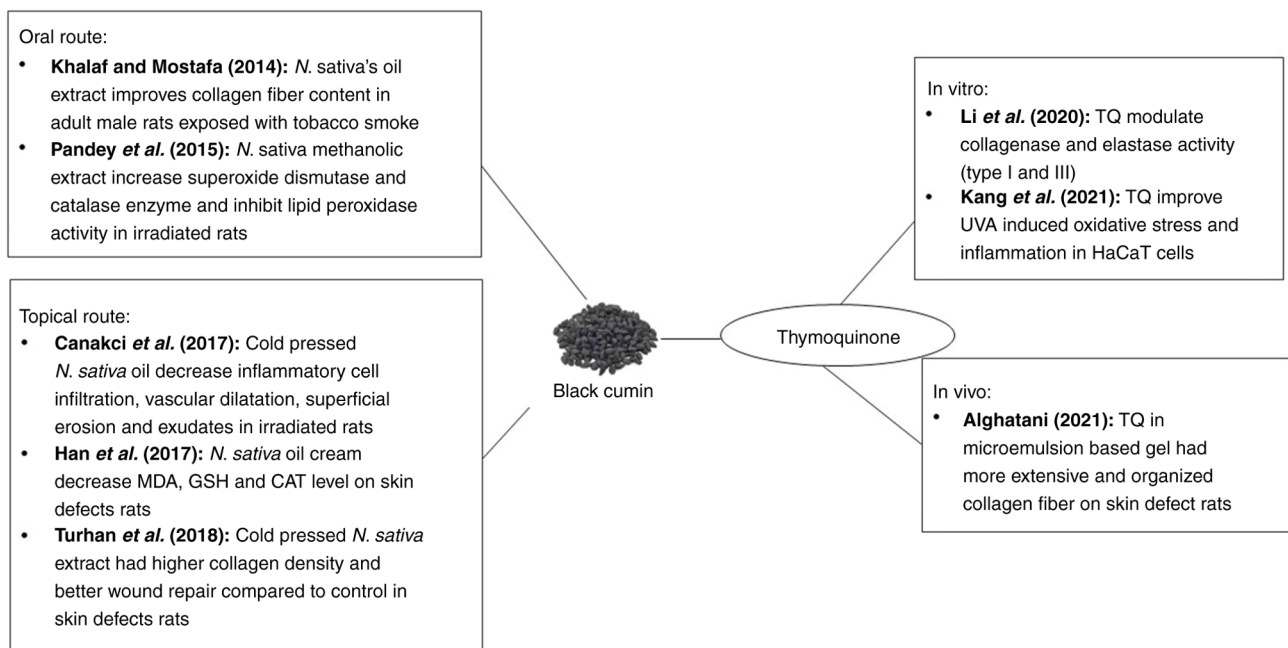 Oral route:
• Khalaf and Mostafa (2014): N. sativa's oil
extract improves collagen fiber content in
adult male rats exposed with tobacco smoke
• Pandey et al. (2015): N. sativa methanolic
extract increase superoxide dismutase and
catalase enzyme and inhibit lipid peroxidase
activity in irradiated rats
Topical route:
• Canakci et al. (2017): Cold pressed
N. sativa oil decrease inflammatory cell
infiltration, vascular dilatation, superficial
erosion and exudates in irradiated rats
• Han et al. (2017): N. sativa oil cream
decrease MDA, GSH and CAT level on skin
defects rats
• Turhan et al. (2018): Cold pressed N. sativa
extract had higher collagen density and
better wound repair compared to control in
skin defects rats
Black cumin
Thymoquinone
In vitro:
• Li et al. (2020): TQ modulate
collagenase and elastase activity
(type I and III)
• Kang et al. (2021): TQ improve
UVA induced oxidative stress and
inflammation in HaCaT cells
In vivo:
• Alghatani (2021): TQ in
microemulsion based gel had
more extensive and organized
collagen fiber on skin defect rats